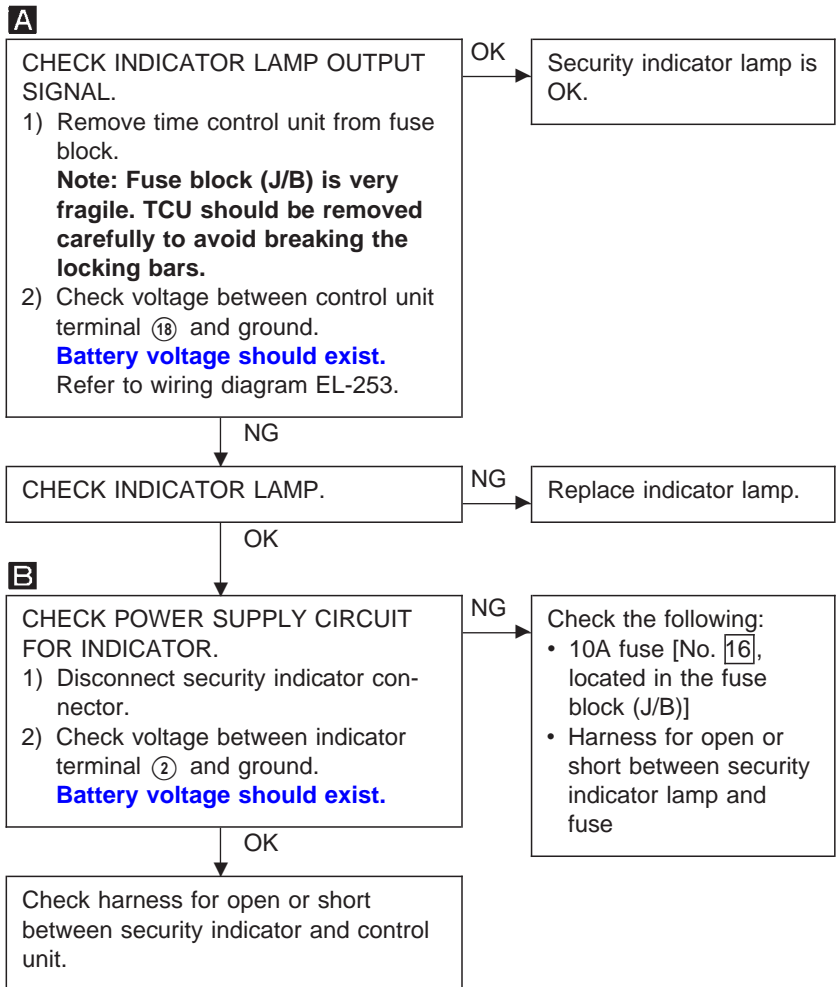 A
CHECK INDICATOR LAMP OUTPUT
SIGNAL.
1) Remove time control unit from fuse
block.
Note: Fuse block (J/B) is very
fragile. TCU should be removed
carefully to avoid breaking the
locking bars.
2) Check voltage between control unit
terminal ⑱ and ground.
Battery voltage should exist.
Refer to wiring diagram EL-253.
OK
Security indicator lamp is
OK.
NG
CHECK INDICATOR LAMP.
NG
Replace indicator lamp.
OK
B
CHECK POWER SUPPLY CIRCUIT
FOR INDICATOR.
1) Disconnect security indicator con-
nector.
2) Check voltage between indicator
terminal ② and ground.
Battery voltage should exist.
NG
Check the following:
• 10A fuse [No. 16,
located in the fuse
block (J/B)]
• Harness for open or
short between security
indicator lamp and
fuse
OK
Check harness for open or short
between security indicator and control
unit.